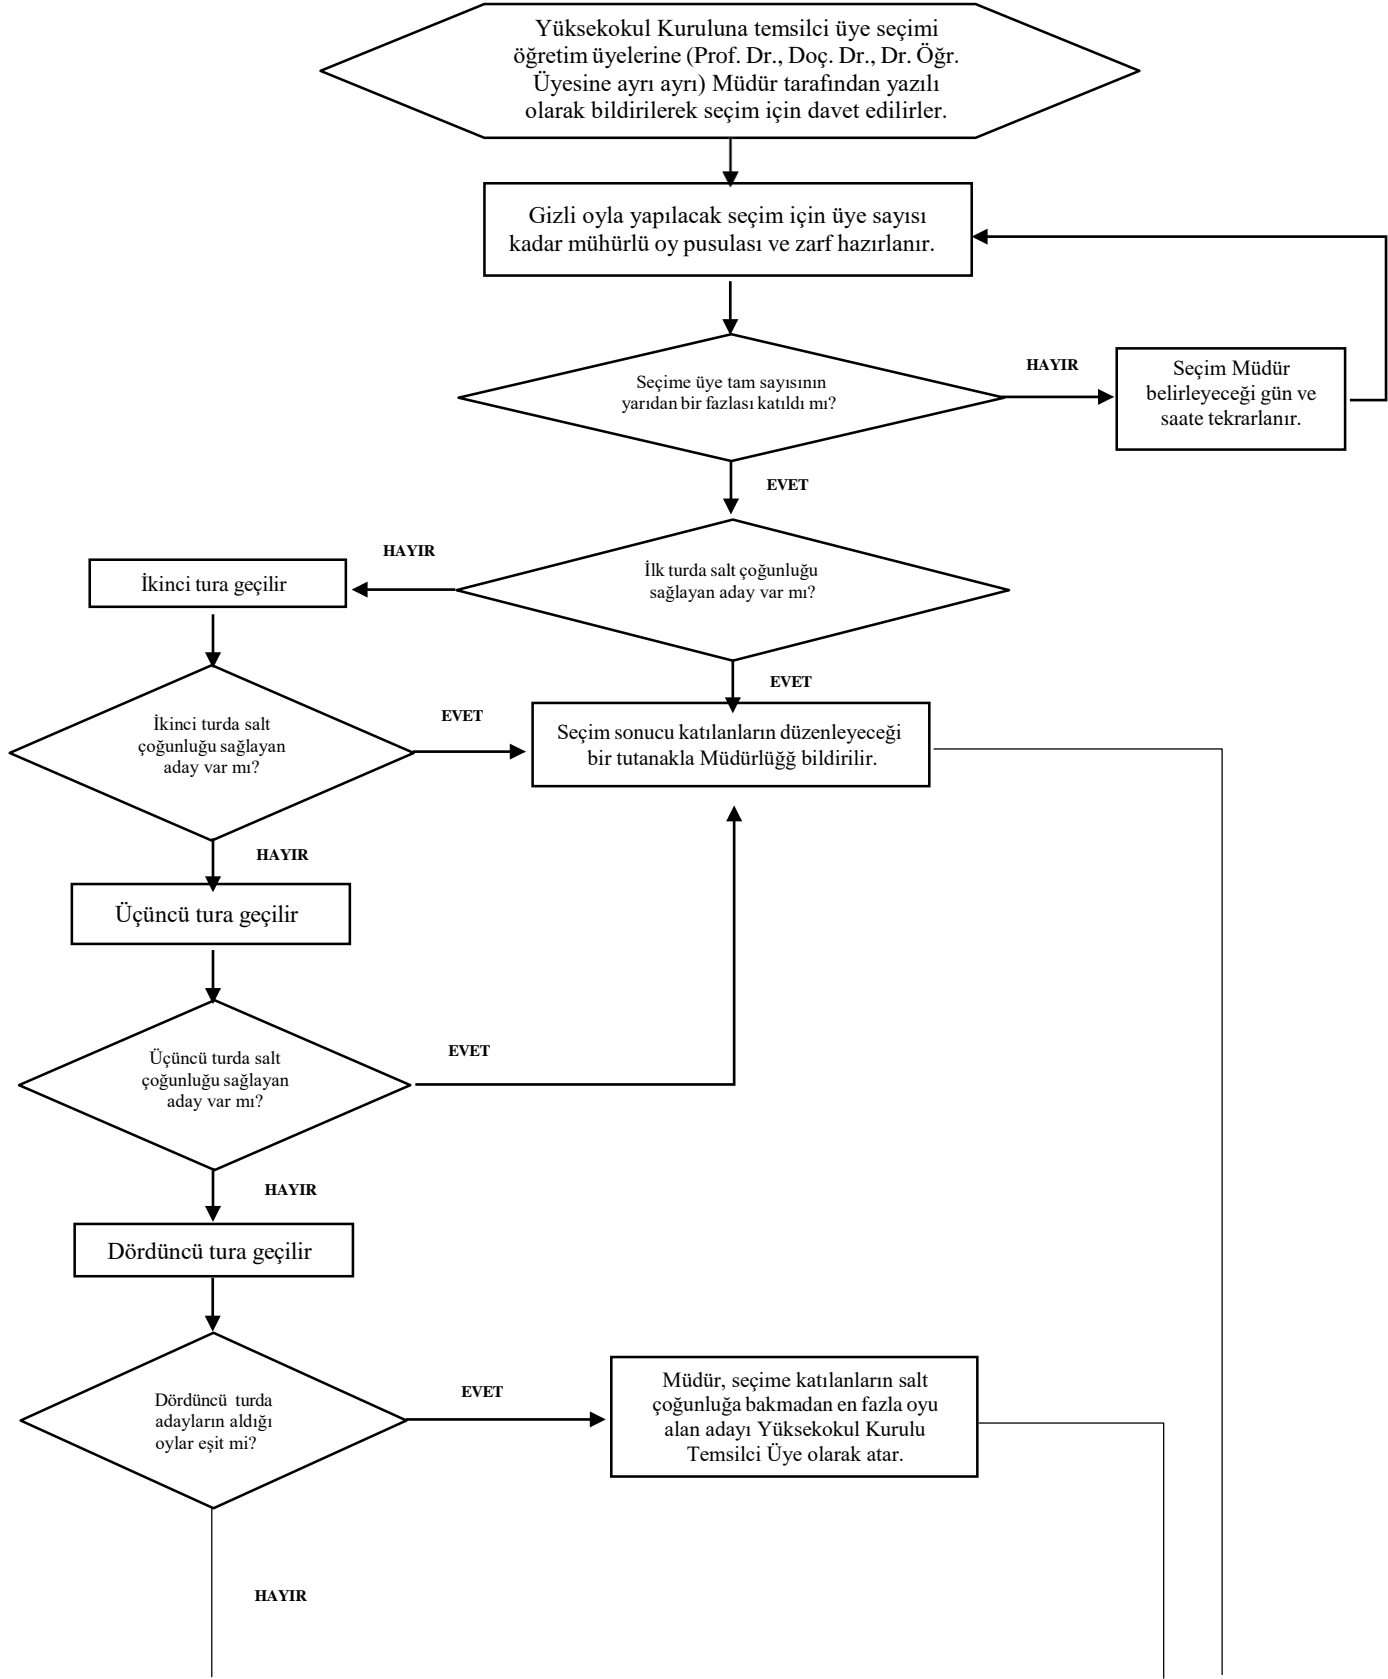 Yüksekokul Kuruluna temsilci üye seçimi
öğretim üyelerine (Prof. Dr., Doç. Dr., Dr. Öğr.
Üyesine ayrı ayrı) Müdür tarafından yazılı
olarak bildirilerek seçim için davet edilirler.
Gizli oyla yapılacak seçim için üye sayısı
kadar mühürlü oy pusulası ve zarf hazırlanır.
Seçime üye tam sayısının
yarıdan bir fazlası katıldı mı?
HAYIR
Seçim Müdür
belirleyeceği gün ve
saate tekrarlanır.
EVET
İlk turda salt çoğunluğu
sağlayan aday var mı?
HAYIR
İkinci tura geçilir
EVET
İkinci turda salt
çoğunluğu sağlayan
aday var mı?
EVET
Seçim sonucu katılanların düzenleyeceği
bir tutanakla Müdürlüğğ bildirilir.
HAYIR
Üçüncü tura geçilir
Üçüncü turda salt
çoğunluğu sağlayan
aday var mı?
EVET
HAYIR
Dördüncü tura geçilir
Dördüncü turda
adayların aldığı
oylar eşit mi?
EVET
Müdür, seçime katılanların salt
çoğunluğa bakmadan en fazla oyu
alan adayı Yüksekokul Kurulu
Temsilci Üye olarak atar.
HAYIR